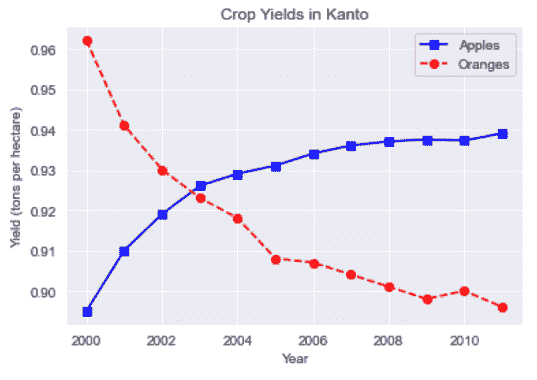 Crop Yields in Kanto
Apples
Oranges
Yield (tons per hectare)
0.96
0.95
0.94
0.93
0.92
0.91
0.90
2000
2002
2004
2006
2008
2010
Year